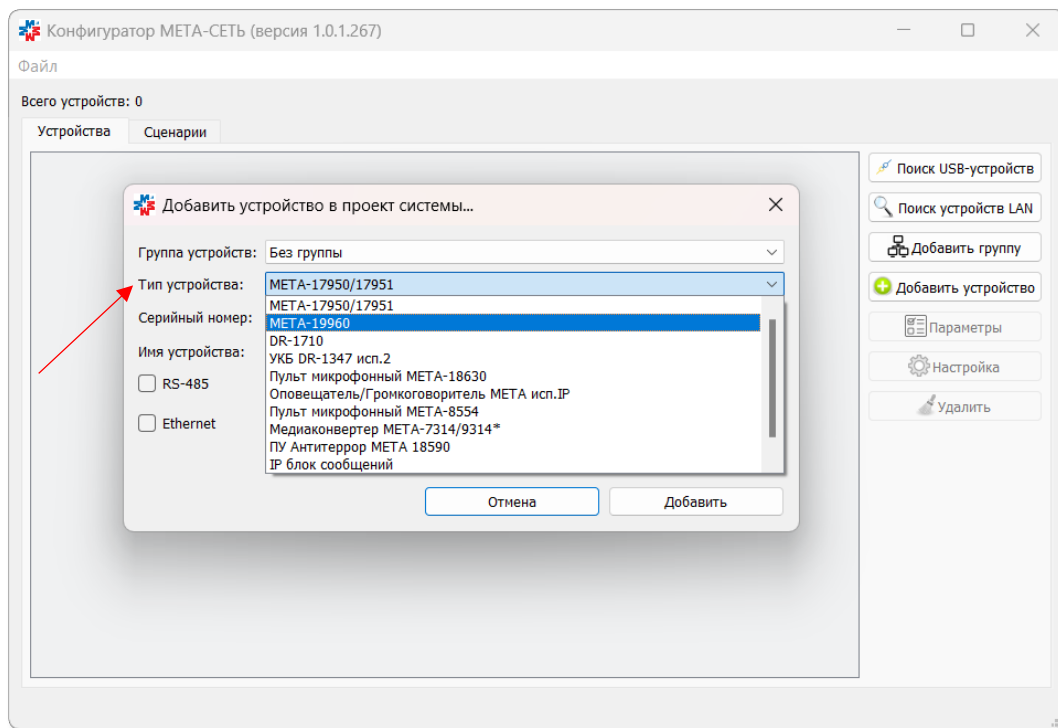 Конфигуратор МЕТА-СЕТЬ (версия 1.0.1.267)
Файл
Всего устройств: 0
Устройства
Сценарии
Поиск USB-устройств
Поиск устройств LAN
Добавить группу
Добавить устройство
Параметры
Настройка
Удалить
Добавить устройство в проект системы...
Группа устройств: Без группы
Тип устройства: МЕТА-17950/17951
МЕТА-17950/17951
Серийный номер:
МЕТА-19960
DR-1710
Имя устройства:
УКБ DR-1347 исп.2
Пульт микрофонный МЕТА-18630
RS-485
Оповещатель/Громкоговоритель МЕТА исп.IP
Пульт микрофонный МЕТА-8554
Ethernet
Медиаконвертер МЕТА-7314/9314*
ПУ Антитеррор МЕТА 18590
IP блок сообщений
Отмена
Добавить